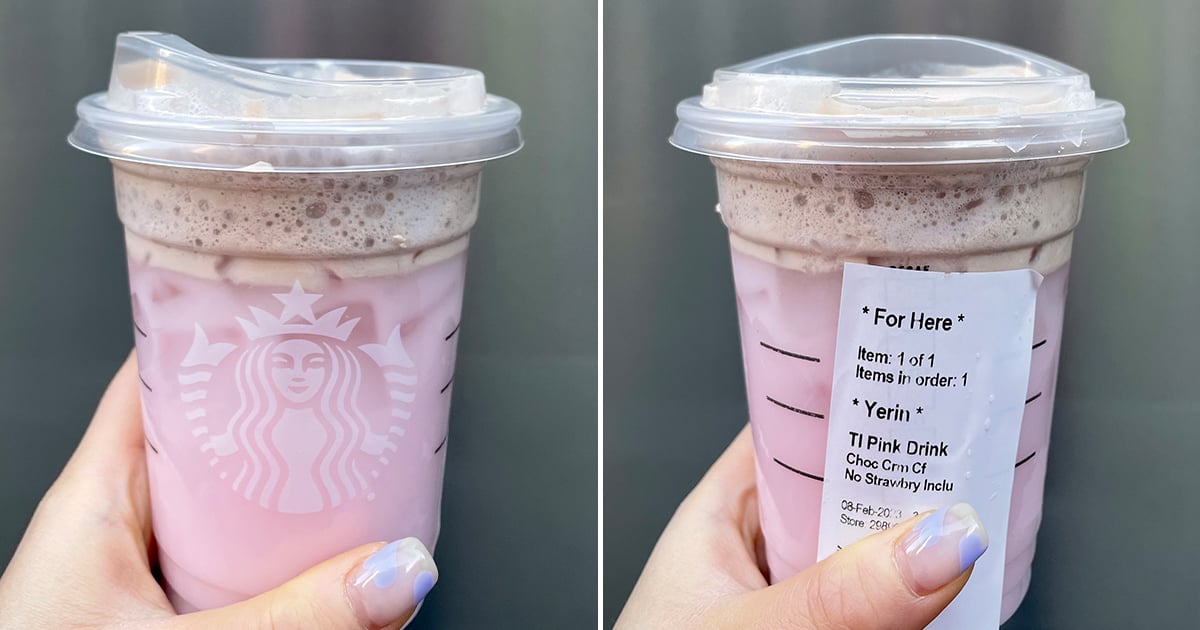 * For Here *
Item: 1 of 1
Items in order: 1
* Yerin *
Tl Pink Drink
Choc Crm Cf
No Strawbry Inclu
Store: